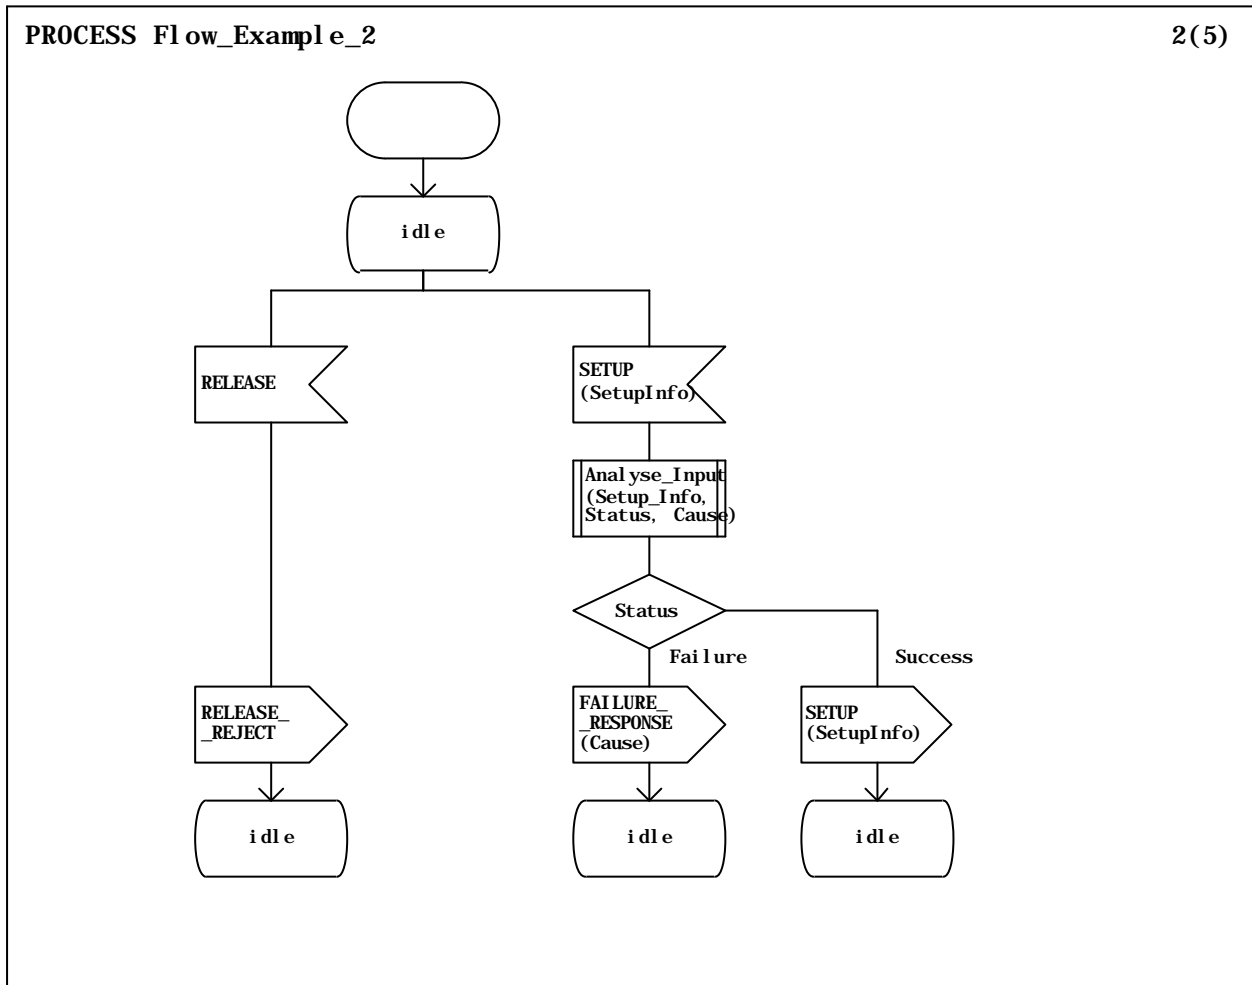 PROCESS Flow_Example_2
2(5)
idle
RELEASE
SETUP
(SetupInfo)
Analyse_Input
(Setup_Info,
Status, Cause)
Status
Failure
Success
RELEASE_
_REJECT
FAILURE_
_RESPONSE
(Cause)
SETUP
(SetupInfo)
idle
idle
idle